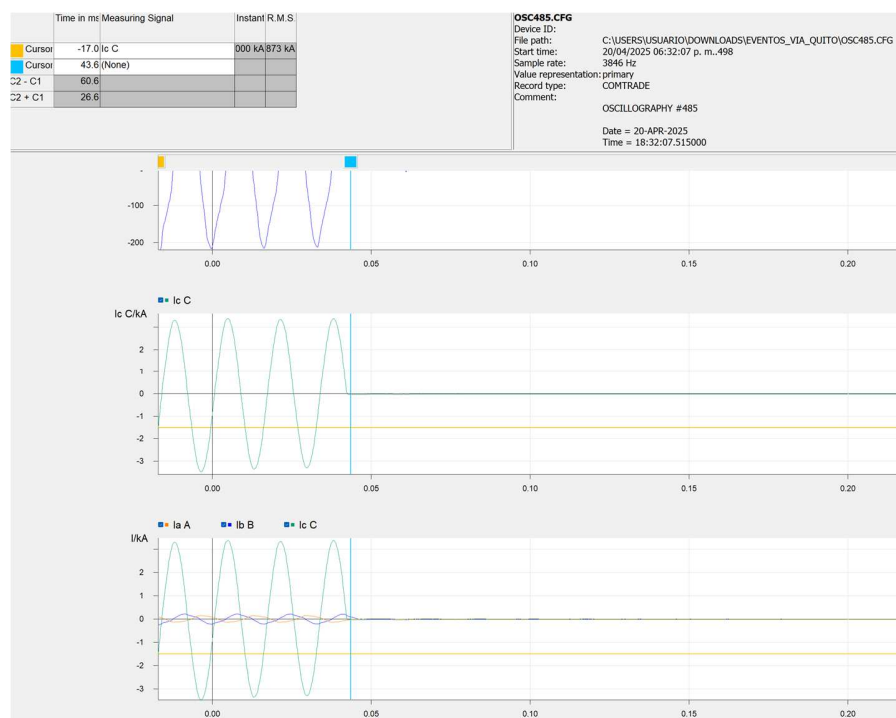 Time in ms Measuring Signal Instant R.M.S.
Cursor -17.0 Ic C 000 kA 873 kA
Cursor 43.6 (None)
C2 - C1 60.6
C2 + C1 26.6
OSC485.CFG
Device ID:
File path: C:\USERS\USUARIO\DOWNLOADS\EVENTOS_VIA_QUITO\OSC485.CFG
Start time: 20/04/2025 06:32:07 p. m..498
Sample rate: 3846 Hz
Value representation: primary
Record type: COMTRADE
Comment:
OSCILLOGRAPHY #485
Date = 20-APR-2025
Time = 18:32:07.515000
-100
-200
0.00 0.05 0.10 0.15 0.20
Ic C
Ic C/kA
2
1
0
-1
-2
-3
0.00 0.05 0.10 0.15 0.20
Ia A Ib B Ic C
I/kA
2
1
0
-1
-2
-3
0.00 0.05 0.10 0.15 0.20